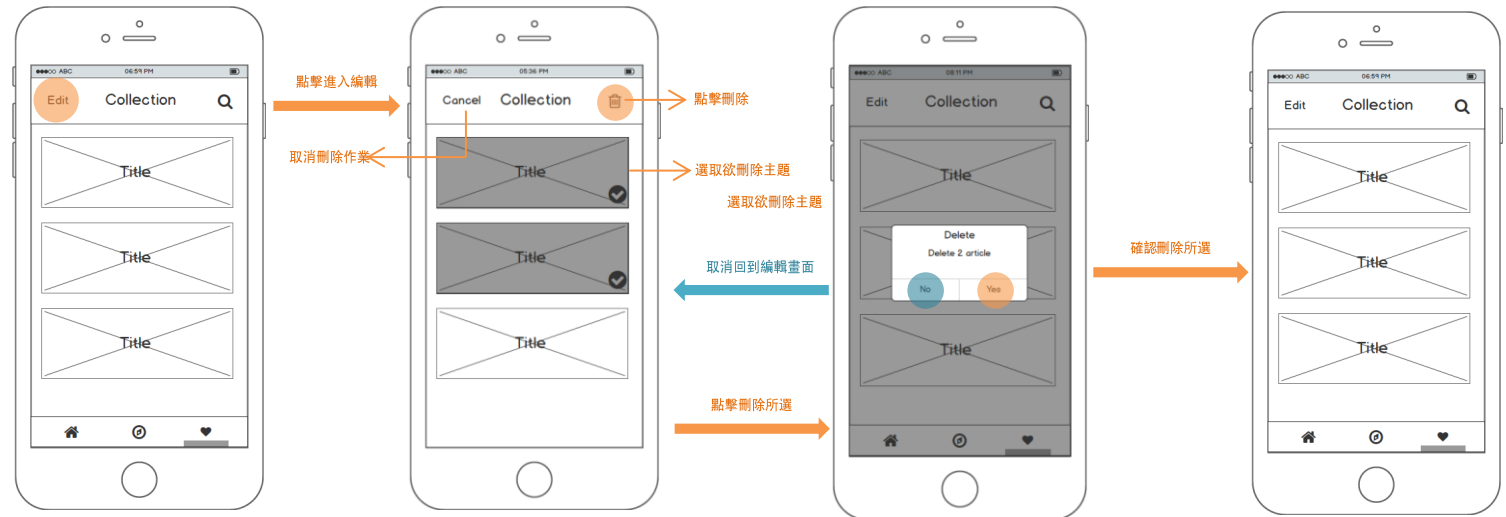 ABC 06:59 PM
Edit Collection
Title
Title
Title
點擊進入編輯
取消刪除作業
ABC 05:36 PM
Cancel Collection
Title
Title
Title
點擊刪除
選取欲刪除主題
選取欲刪除主題
取消回到編輯畫面
點擊刪除所選
ABC 08:11 PM
Edit Collection
Title
Delete
Delete 2 article
No Yes
Title
確認刪除所選
ABC 06:59 PM
Edit Collection
Title
Title
Title